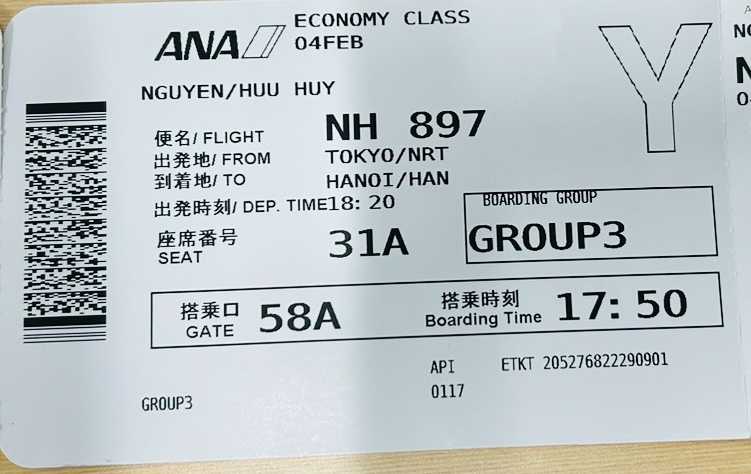 ANA
ECONOMY CLASS
04FEB
Y
NGUYEN/HUU HUY
便名/ FLIGHT NH 897
出発地/ FROM TOKYO/NRT
到着地/ TO HANOI/HAN
出発時刻/ DEP. TIME 18: 20
BOARDING GROUP
GROUP3
座席番号
SEAT
31A
搭乗口
GATE
58A
搭乗時刻
Boarding Time
17: 50
API
ETKT 205276822290901
0117
GROUP3